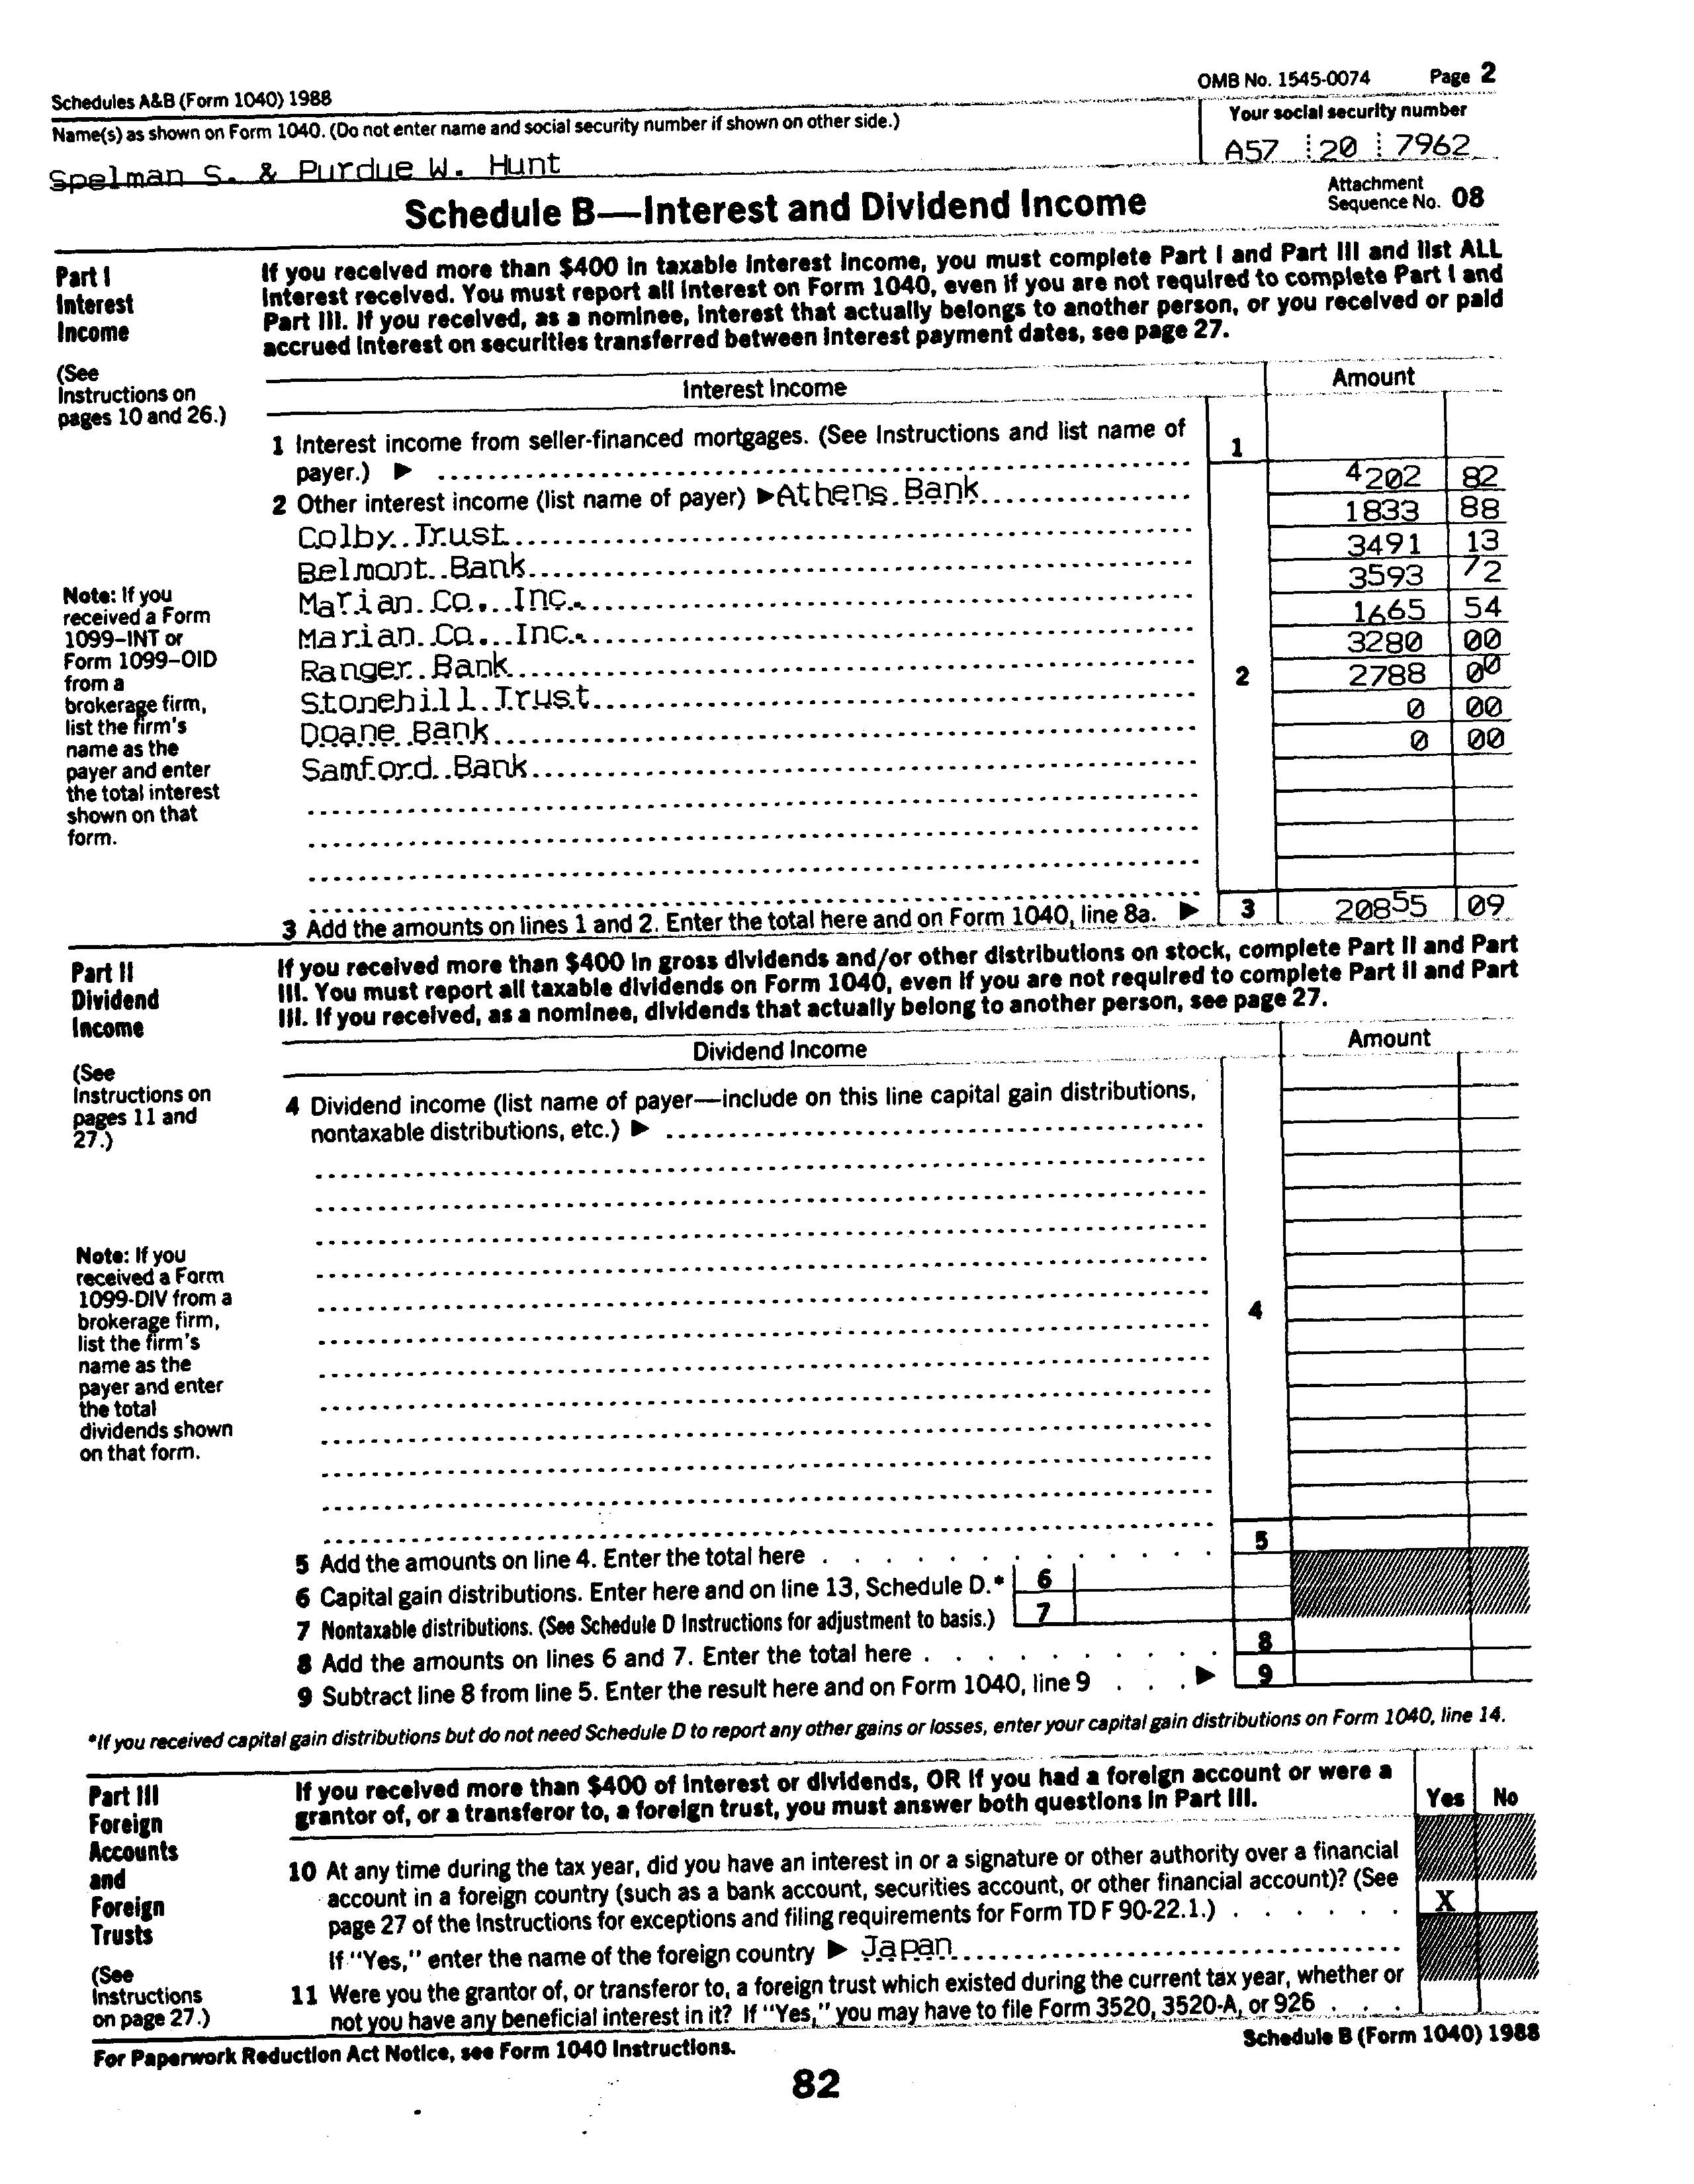 Schedules A&B (Form 1040) 1988
OMB No. 1545-0074 Page 2
Name(s) as shown on Form 1040. (Do not enter name and social security number if shown on other side.)
Your social security number
Spelman S. & Purdue W. Hunt
A57 20 7962
Schedule B—Interest and Dividend Income
Attachment
Sequence No. 08
Part I
Interest
Income
(See
Instructions on
pages 10 and 26.)
If you received more than $400 in taxable interest income, you must complete Part I and Part III and list ALL
interest received. You must report all interest on Form 1040, even if you are not required to complete Part I and
Part III. If you received, as a nominee, interest that actually belongs to another person, or you received or paid
accrued interest on securities transferred between interest payment dates, see page 27.
Interest Income
Amount
1 Interest income from seller-financed mortgages. (See Instructions and list name of
payer.) ▶
1
2 Other interest income (list name of payer) ▶ Athens Bank 4202 82
Colby Trust 1833 88
Belmont Bank 3491 13
Marian Co., Inc. 3593 72
Marian Co., Inc. 1665 54
Ranger Bank 3280 00
2
Stonehill Trust 2788 00
Doane Bank 0 00
Samford Bank 0 00
Note: If you
received a Form
1099-INT or
Form 1099-OID
from a
brokerage firm,
list the firm's
name as the
payer and enter
the total interest
shown on that
form.
3 Add the amounts on lines 1 and 2. Enter the total here and on Form 1040, line 8a. ▶ 3 20855 09
Part II
Dividend
Income
(See
Instructions on
pages 11 and
27.)
If you received more than $400 in gross dividends and/or other distributions on stock, complete Part II and Part
III. You must report all taxable dividends on Form 1040, even if you are not required to complete Part II and Part
III. If you received, as a nominee, dividends that actually belong to another person, see page 27.
Dividend Income
Amount
4 Dividend income (list name of payer—include on this line capital gain distributions,
nontaxable distributions, etc.) ▶
4
Note: If you
received a Form
1099-DIV from a
brokerage firm,
list the firm's
name as the
payer and enter
the total
dividends shown
on that form.
5 Add the amounts on line 4. Enter the total here . . . . . . . . . . . . . 5
6 Capital gain distributions. Enter here and on line 13, Schedule D.* 6
7 Nontaxable distributions. (See Schedule D Instructions for adjustment to basis.) 7
8 Add the amounts on lines 6 and 7. Enter the total here . . . . . . . . . . 8
9 Subtract line 8 from line 5. Enter the result here and on Form 1040, line 9 . . . ▶ 9
*If you received capital gain distributions but do not need Schedule D to report any other gains or losses, enter your capital gain distributions on Form 1040, line 14.
Part III
Foreign
Accounts
and
Foreign
Trusts
(See
Instructions
on page 27.)
If you received more than $400 of interest or dividends, OR if you had a foreign account or were a
grantor of, or a transferor to, a foreign trust, you must answer both questions in Part III.
Yes No
10 At any time during the tax year, did you have an interest in or a signature or other authority over a financial
account in a foreign country (such as a bank account, securities account, or other financial account)? (See
page 27 of the Instructions for exceptions and filing requirements for Form TD F 90-22.1.) . . . . . . X
If "Yes," enter the name of the foreign country ▶ Japan
11 Were you the grantor of, or transferor to, a foreign trust which existed during the current tax year, whether or
not you have any beneficial interest in it? If "Yes," you may have to file Form 3520, 3520-A, or 926 . . .
For Paperwork Reduction Act Notice, see Form 1040 Instructions.
Schedule B (Form 1040) 1988
82